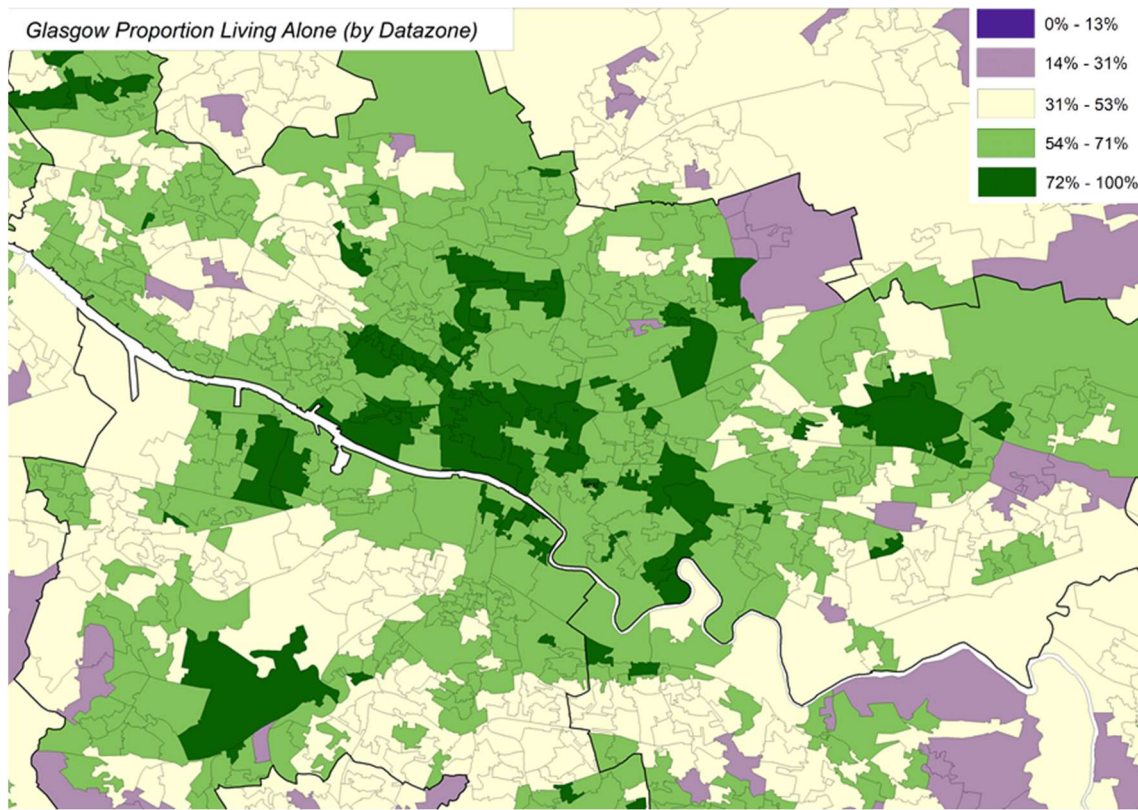 Glasgow Proportion Living Alone (by Datazone)
0% - 13%
14% - 31%
31% - 53%
54% - 71%
72% - 100%